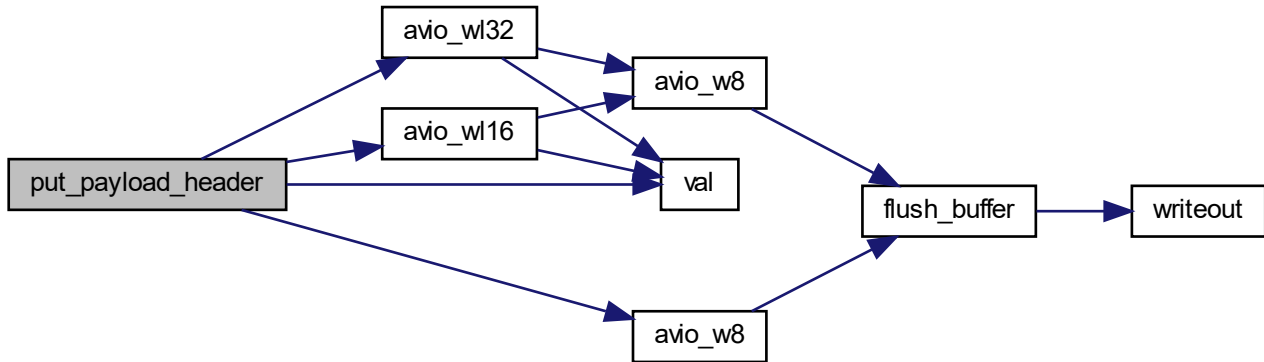 avio_wl32
avio_w8
avio_wl16
put_payload_header
val
flush_buffer
writeout
avio_w8